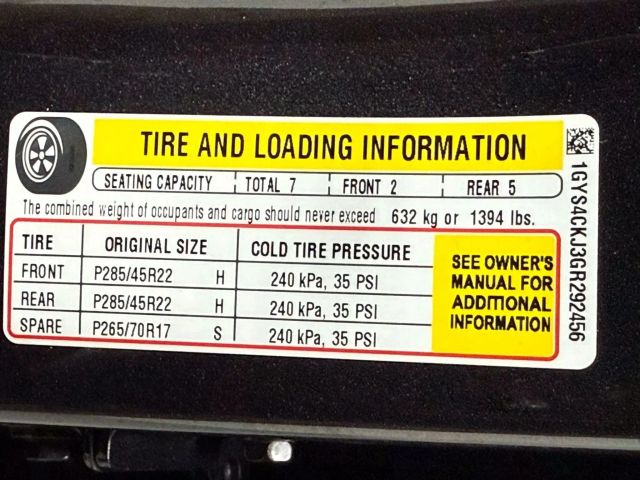 TIRE AND LOADING INFORMATION
SEATING CAPACITY TOTAL 7 FRONT 2 REAR 5
The combined weight of occupants and cargo should never exceed 632 kg or 1394 lbs.
TIRE ORIGINAL SIZE COLD TIRE PRESSURE
FRONT P285/45R22 H 240 kPa, 35 PSI
REAR P285/45R22 H 240 kPa, 35 PSI
SPARE P265/70R17 S 240 kPa, 35 PSI
SEE OWNER'S
MANUAL FOR
ADDITIONAL
INFORMATION
1GYS4CKJ3GR292456